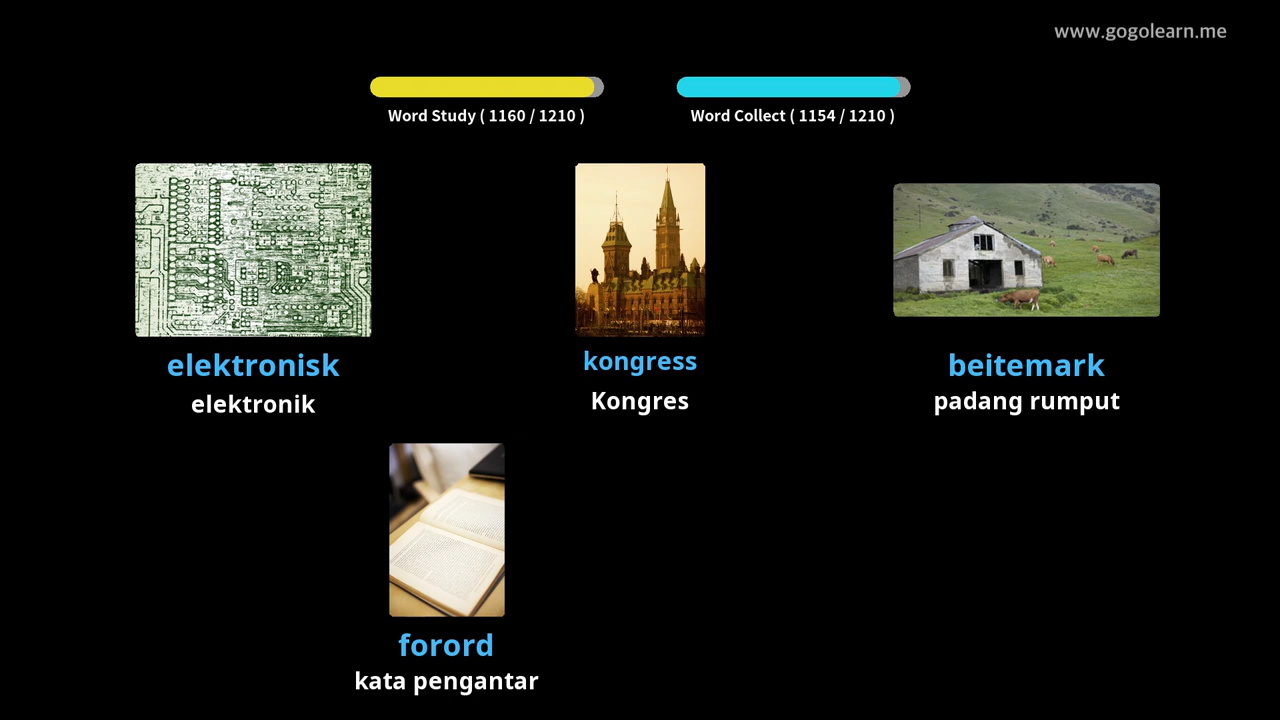 www.gogolearn.me
Word Study ( 1160 / 1210 )
Word Collect ( 1154 / 1210 )
elektronisk
elektronik
kongress
Kongres
beitemark
padang rumput
forord
kata pengantar